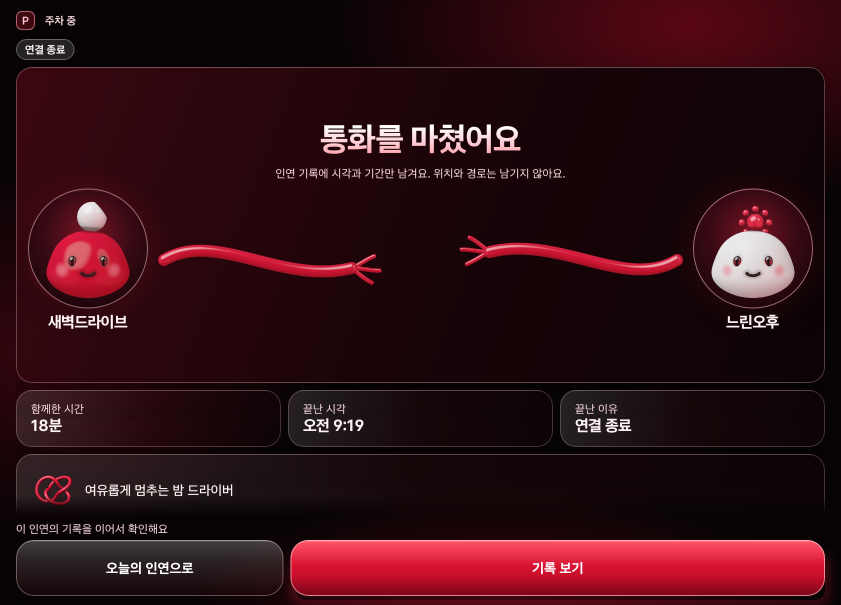 P 주차 중
연결 종료
통화를 마쳤어요
인연 기록에 시각과 기간만 남겨요. 위치와 경로는 남기지 않아요.
새벽드라이브
느린오후
함께한 시간
18분
끝난 시각
오전 9:19
끝난 이유
연결 종료
여유롭게 멈추는 밤 드라이버
이 인연의 기록을 이어서 확인해요
오늘의 인연으로
기록 보기